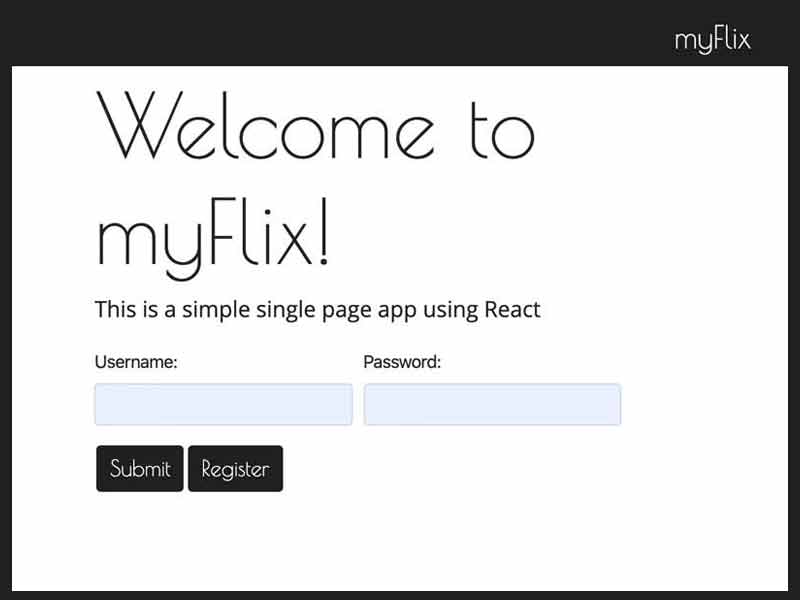 myFlix
Welcome to
myFlix!
This is a simple single page app using React
Username: Password:
Submit Register